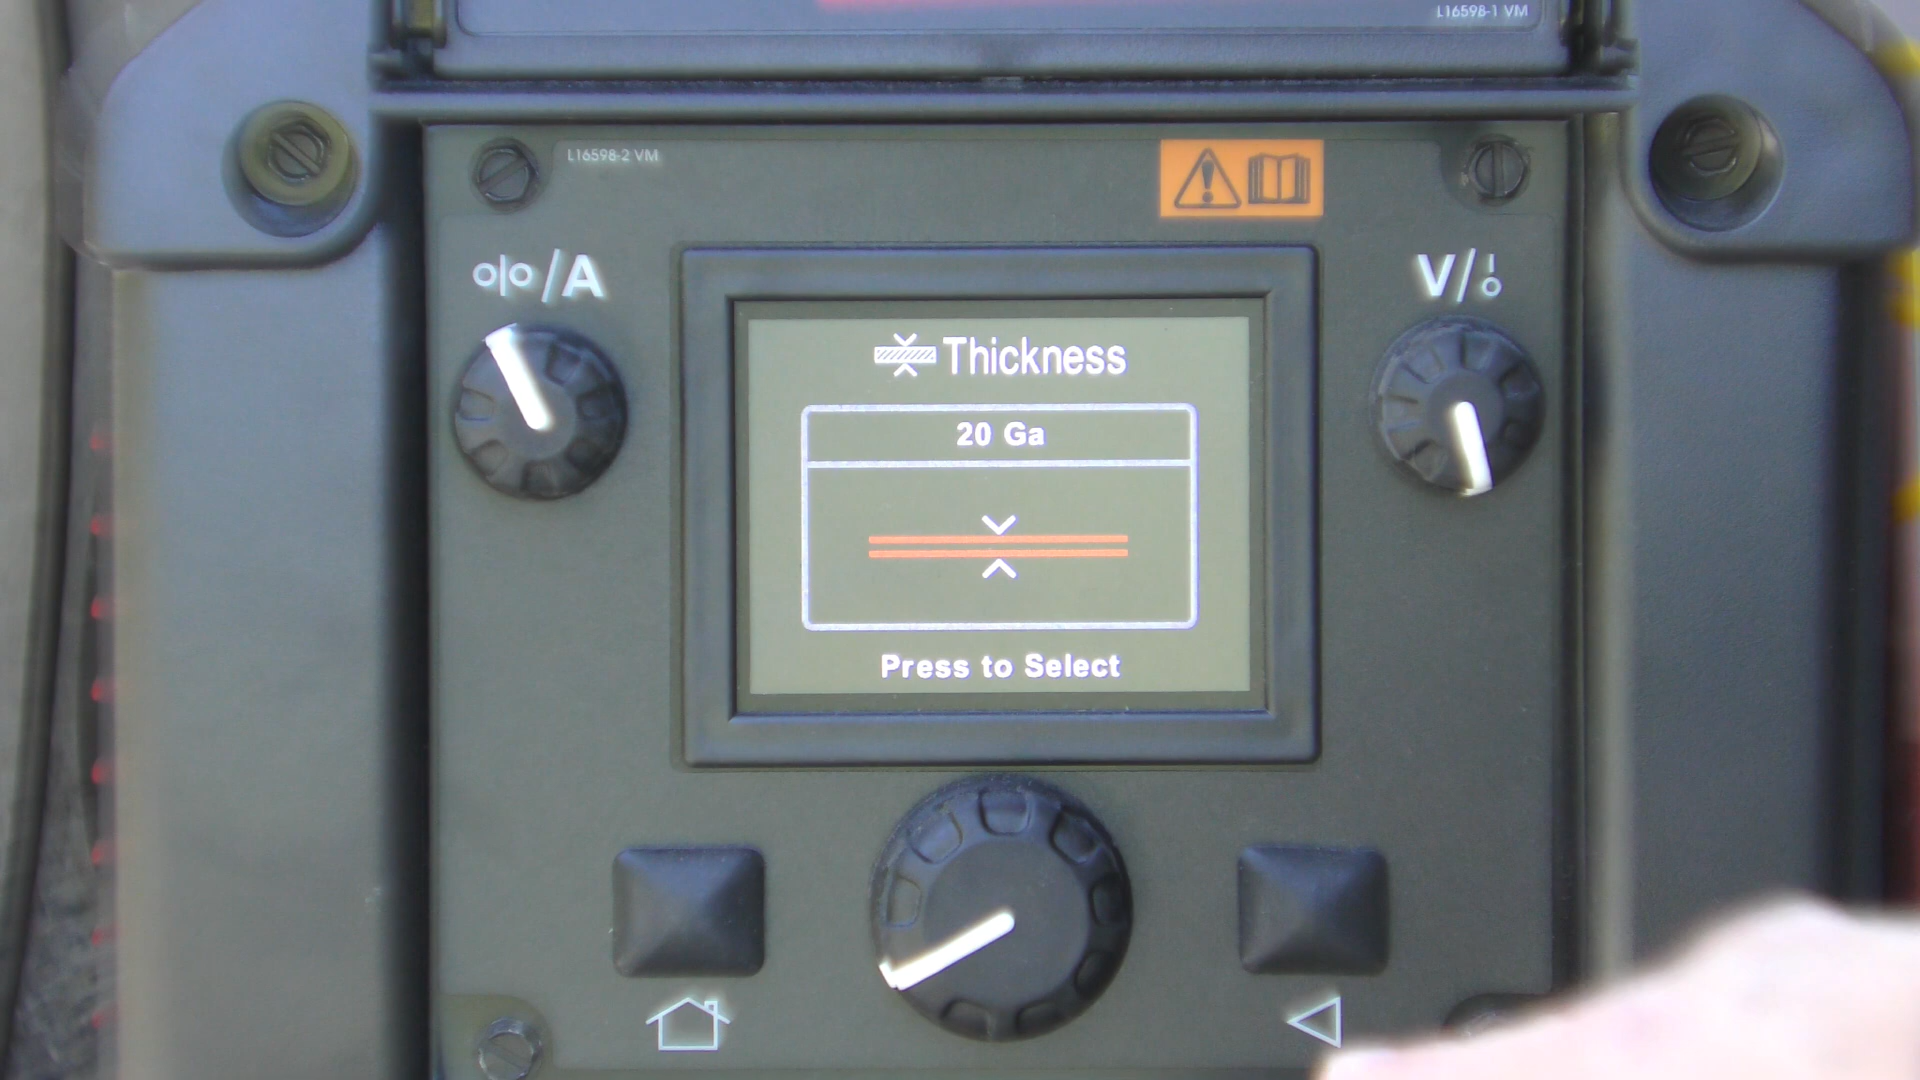 L16598-1 VM
L16598-2 VM
o|o/A
V/
Thickness
20 Ga
Press to Select